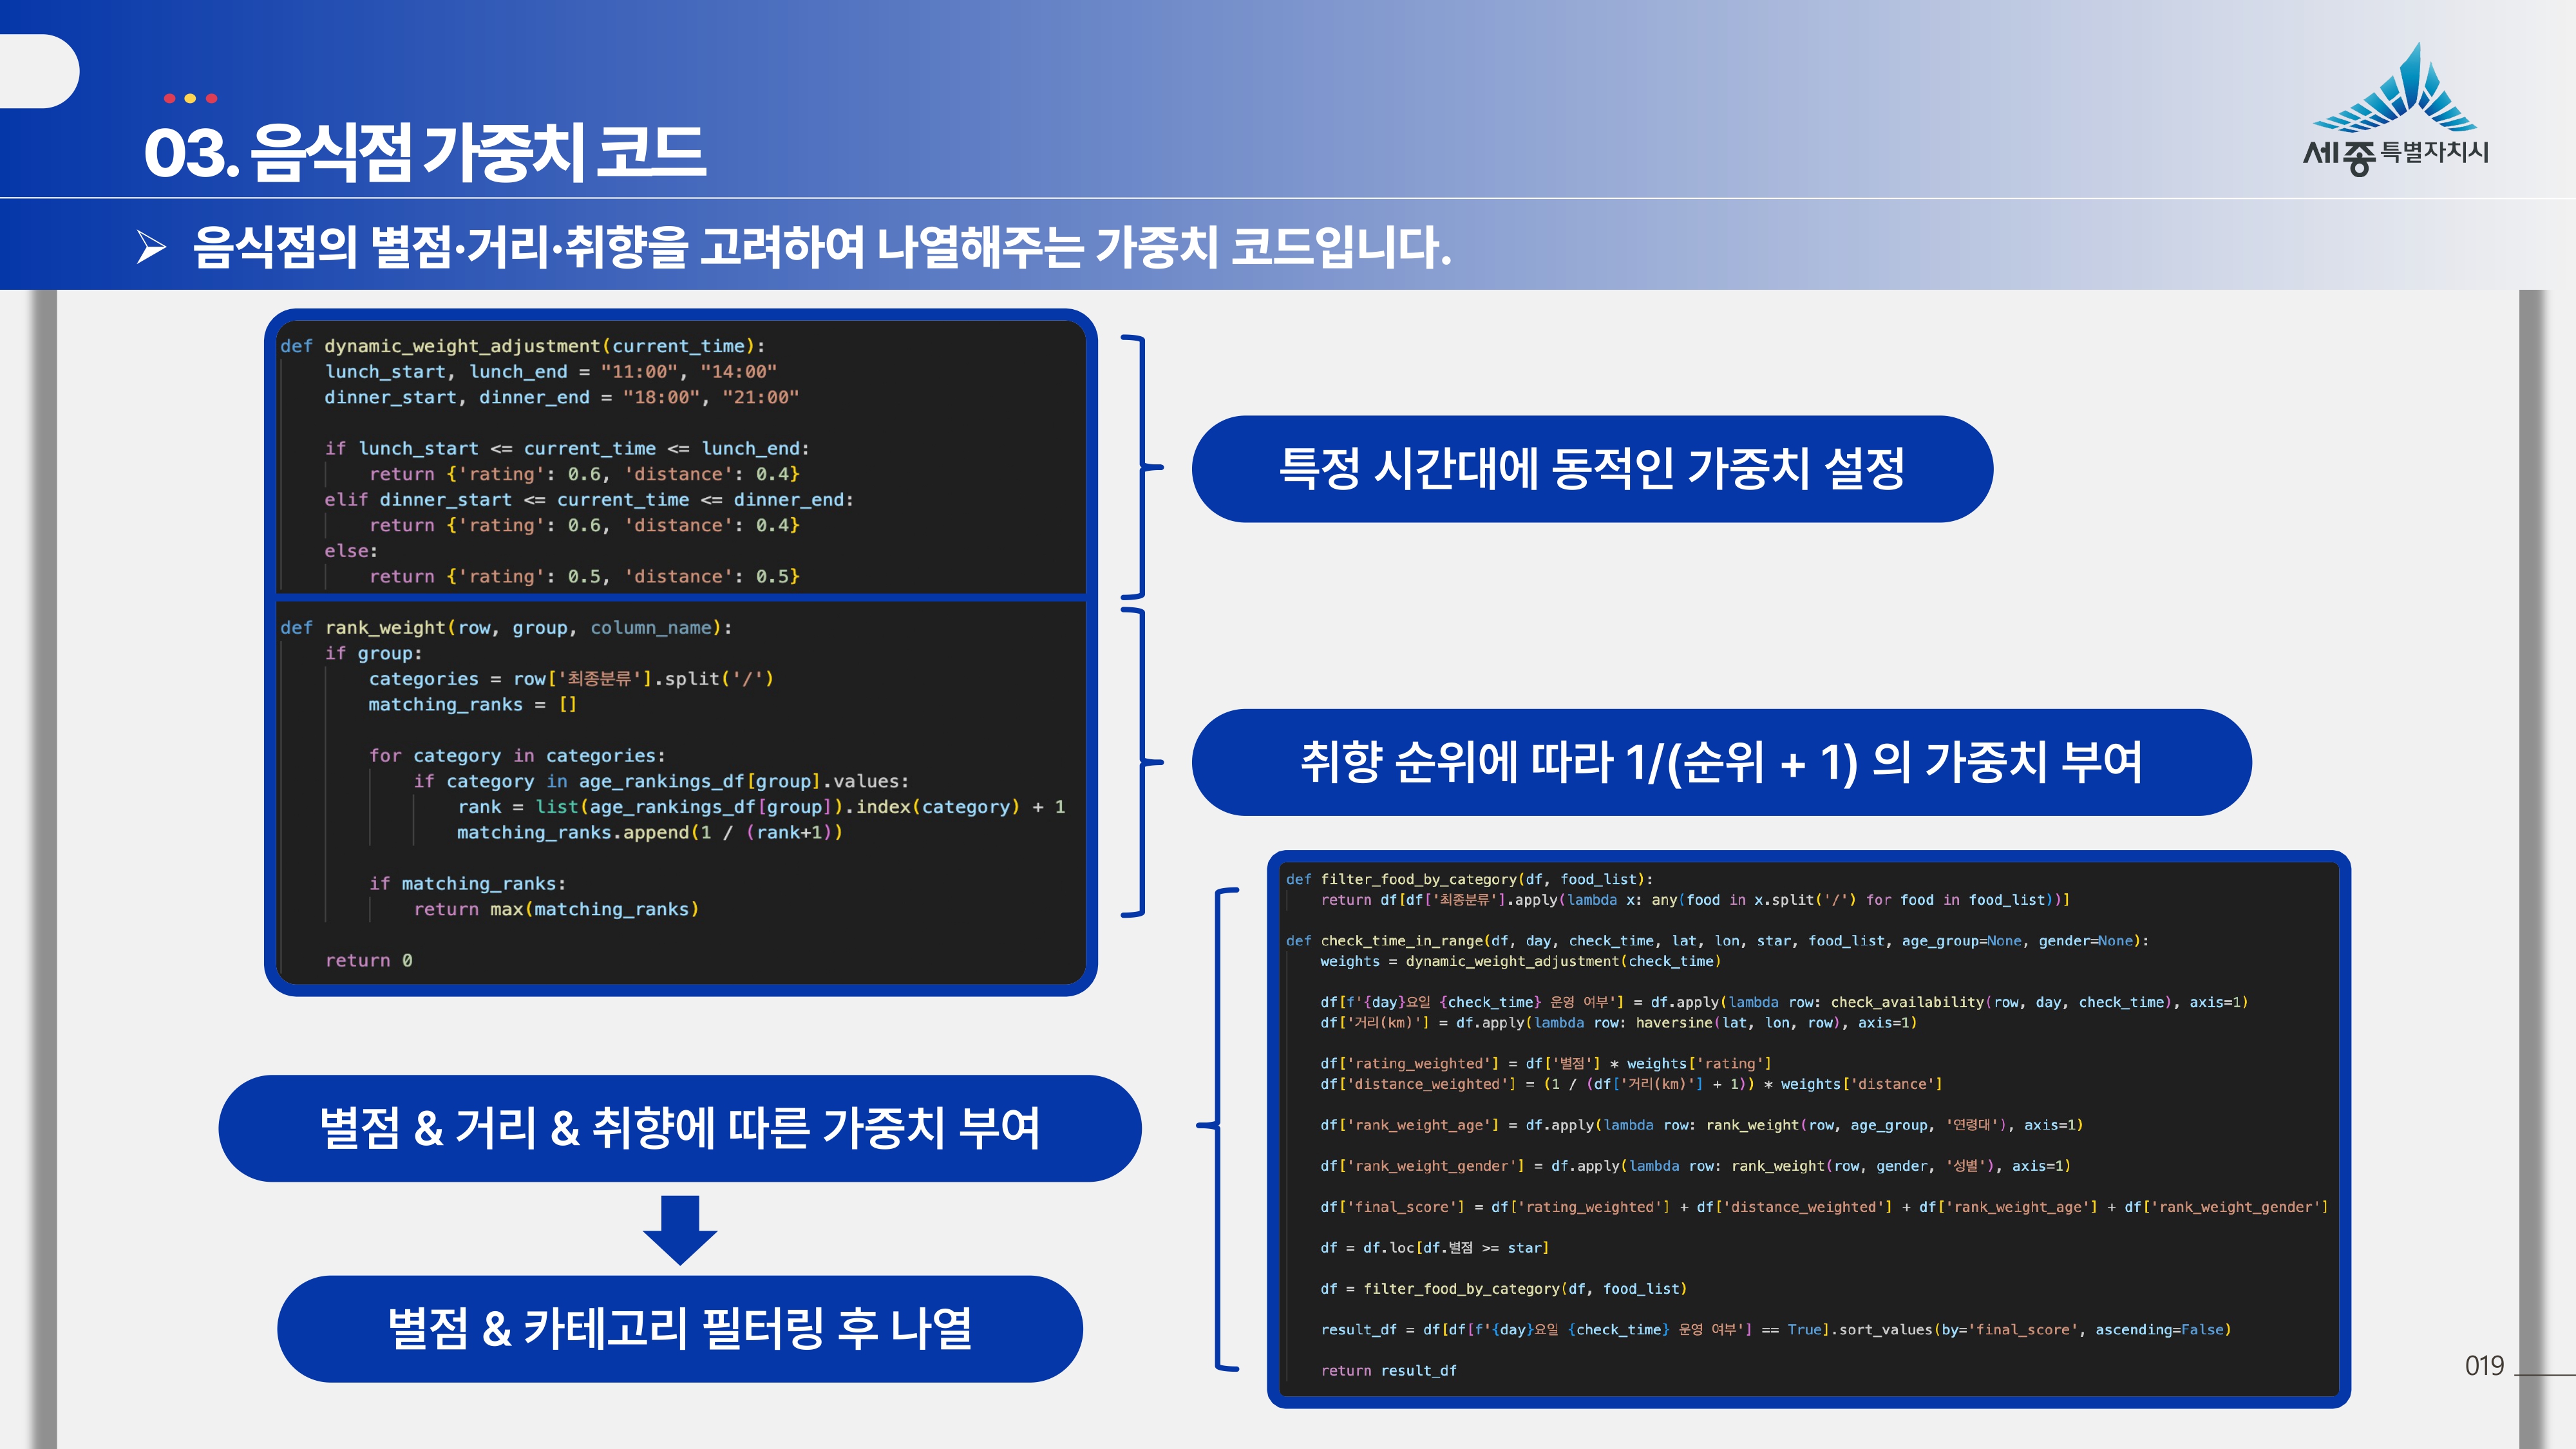 03. 음식점 가중치 코드
세종특별자치시
음식점의 별점·거리·취향을 고려하여 나열해주는 가중치 코드입니다.
def dynamic_weight_adjustment(current_time):
    lunch_start, lunch_end = "11:00", "14:00"
    dinner_start, dinner_end = "18:00", "21:00"
    if lunch_start <= current_time <= lunch_end:
        return {'rating': 0.6, 'distance': 0.4}
    elif dinner_start <= current_time <= dinner_end:
        return {'rating': 0.6, 'distance': 0.4}
    else:
        return {'rating': 0.5, 'distance': 0.5}
특정 시간대에 동적인 가중치 설정
def rank_weight(row, group, column_name):
    if group:
        categories = row['최종분류'].split('/')
        matching_ranks = []
        for category in categories:
            if category in age_rankings_df[group].values:
                rank = list(age_rankings_df[group]).index(category) + 1
                matching_ranks.append(1 / (rank+1))
        if matching_ranks:
            return max(matching_ranks)
    return 0
취향 순위에 따라 1/(순위 + 1) 의 가중치 부여
별점 & 거리 & 취향에 따른 가중치 부여
별점 & 카테고리 필터링 후 나열
def filter_food_by_category(df, food_list):
    return df[df['최종분류'].apply(lambda x: any(food in x.split('/') for food in food_list))]
def check_time_in_range(df, day, check_time, lat, lon, star, food_list, age_group=None, gender=None):
    weights = dynamic_weight_adjustment(check_time)
    df[f'{day}요일 {check_time} 운영 여부'] = df.apply(lambda row: check_availability(row, day, check_time), axis=1)
    df['거리(km)'] = df.apply(lambda row: haversine(lat, lon, row), axis=1)
    df['rating_weighted'] = df['별점'] * weights['rating']
    df['distance_weighted'] = (1 / (df['거리(km)'] + 1)) * weights['distance']
    df['rank_weight_age'] = df.apply(lambda row: rank_weight(row, age_group, '연령대'), axis=1)
    df['rank_weight_gender'] = df.apply(lambda row: rank_weight(row, gender, '성별'), axis=1)
    df['final_score'] = df['rating_weighted'] + df['distance_weighted'] + df['rank_weight_age'] + df['rank_weight_gender']
    df = df.loc[df.별점 >= star]
    df = filter_food_by_category(df, food_list)
    result_df = df[df[f'{day}요일 {check_time} 운영 여부'] == True].sort_values(by='final_score', ascending=False)
    return result_df
019